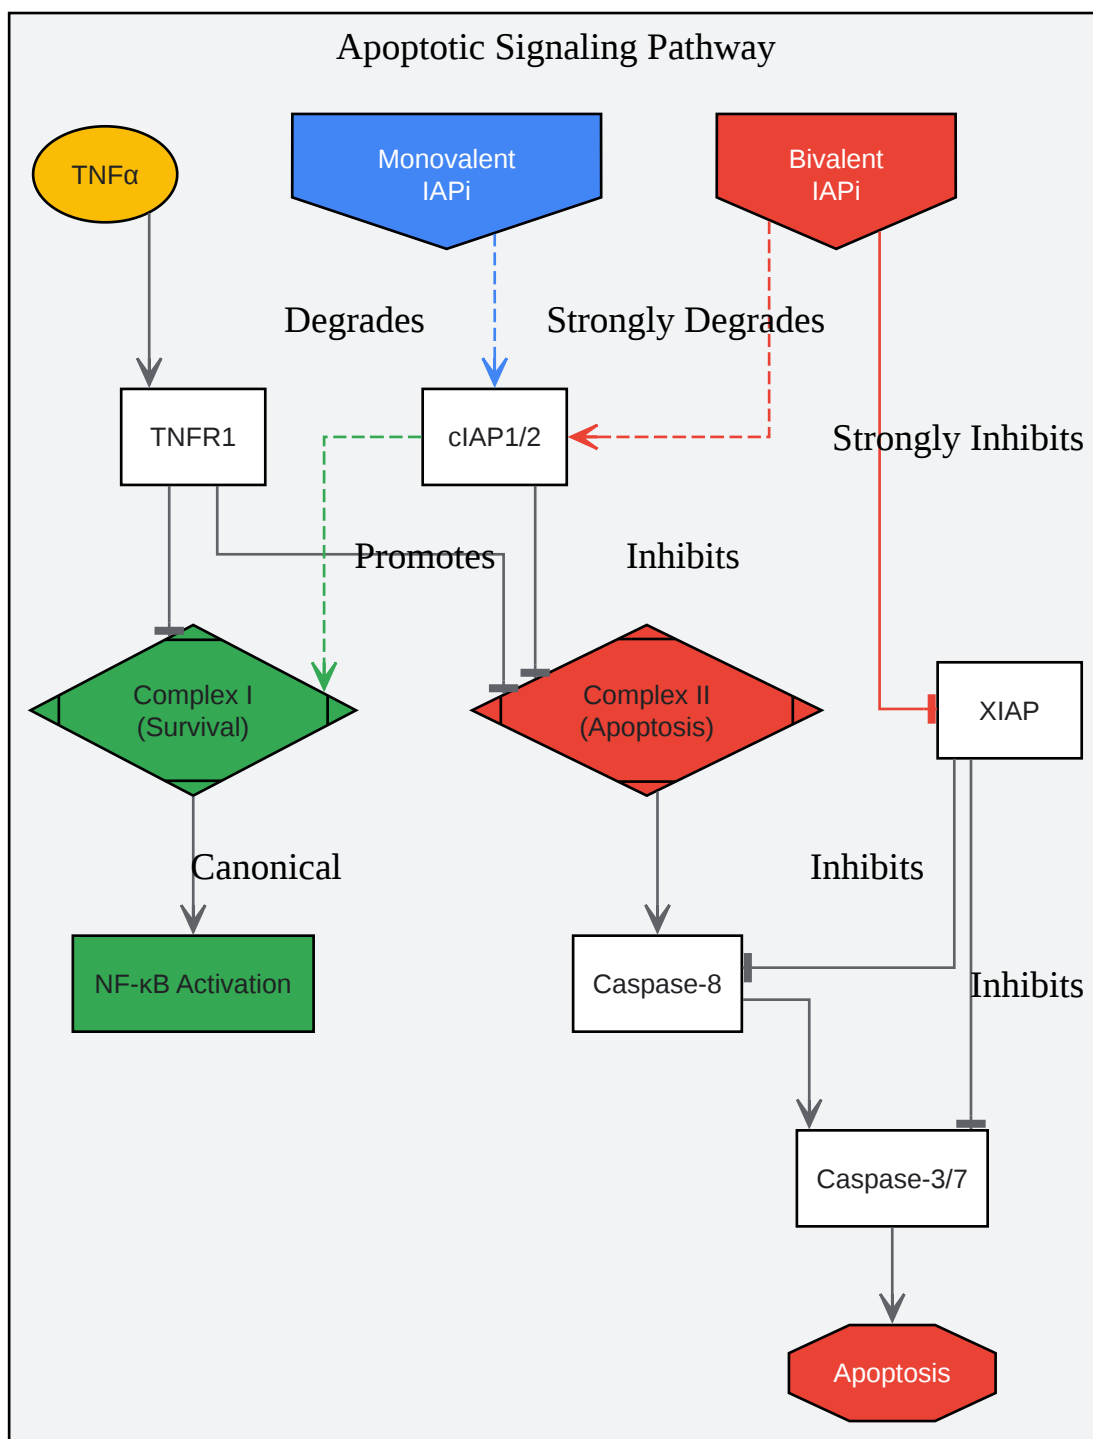 Apoptotic Signaling Pathway
TNFα
Monovalent
IAPi
Bivalent
IAPi
Degrades
Strongly Degrades
TNFR1
cIAP1/2
Strongly Inhibits
Promotes
Inhibits
Complex I
(Survival)
Complex II
(Apoptosis)
XIAP
Canonical
Inhibits
NF-κB Activation
Caspase-8
Inhibits
Caspase-3/7
Apoptosis